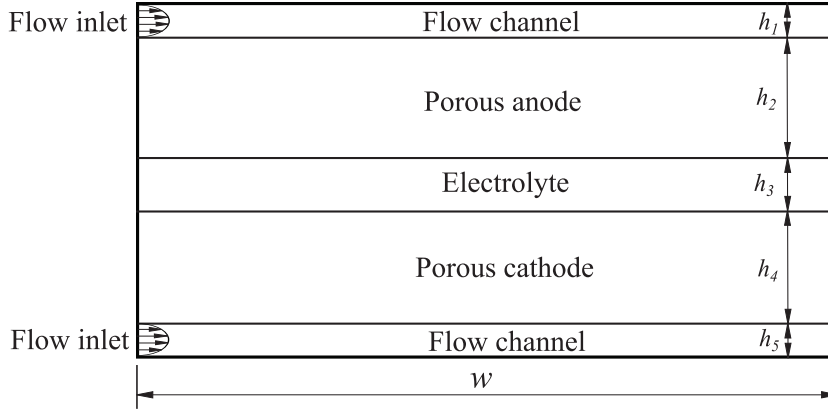 Flow inlet
Flow channel
h1
Porous anode
h2
Electrolyte
h3
Porous cathode
h4
Flow inlet
Flow channel
h5
w